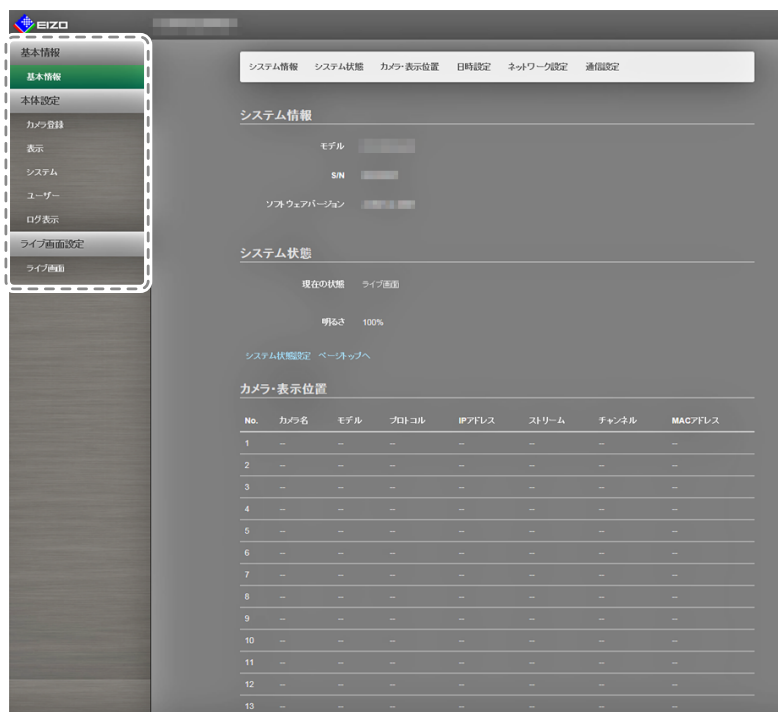 EIZO
基本情報
基本情報
本体設定
カメラ登録
表示
システム
ユーザー
ログ表示
ライブ画面設定
ライブ画面
システム情報 システム状態 カメラ・表示位置 日時設定 ネットワーク設定 通信設定
システム情報
モデル
S/N
ソフトウェアバージョン
システム状態
現在の状態 ライブ画面
明るさ 100%
システム状態設定 ページトップへ
カメラ・表示位置
No. カメラ名 モデル プロトコル IPアドレス ストリーム チャンネル MACアドレス
1 -- -- -- -- -- -- --
2 -- -- -- -- -- -- --
3 -- -- -- -- -- -- --
4 -- -- -- -- -- -- --
5 -- -- -- -- -- -- --
6 -- -- -- -- -- -- --
7 -- -- -- -- -- -- --
8 -- -- -- -- -- -- --
9 -- -- -- -- -- -- --
10 -- -- -- -- -- -- --
11 -- -- -- -- -- -- --
12 -- -- -- -- -- -- --
13 -- -- -- -- -- -- --